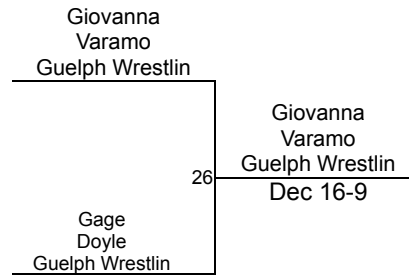 Giovanna
Varamo
Guelph Wrestlin
26
Giovanna
Varamo
Guelph Wrestlin
Dec 16-9
Gage
Doyle
Guelph Wrestlin